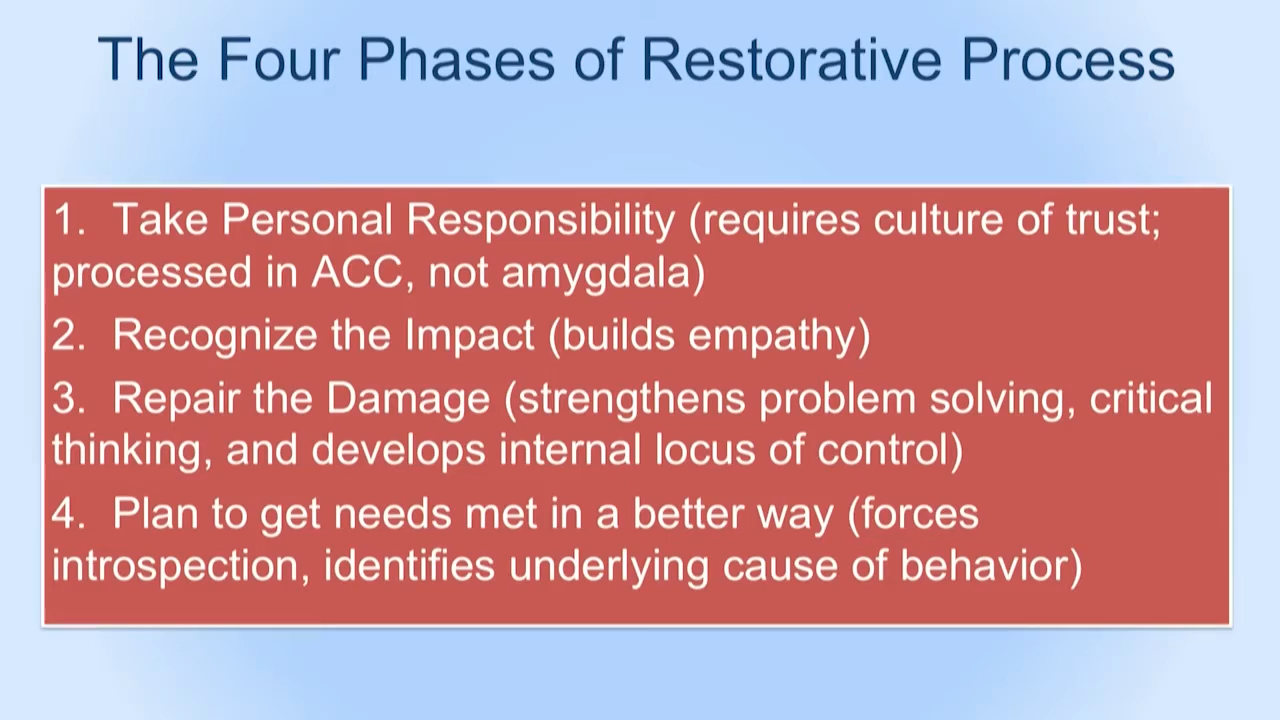 The Four Phases of Restorative Process
1. Take Personal Responsibility (requires culture of trust;
processed in ACC, not amygdala)
2. Recognize the Impact (builds empathy)
3. Repair the Damage (strengthens problem solving, critical
thinking, and develops internal locus of control)
4. Plan to get needs met in a better way (forces
introspection, identifies underlying cause of behavior)